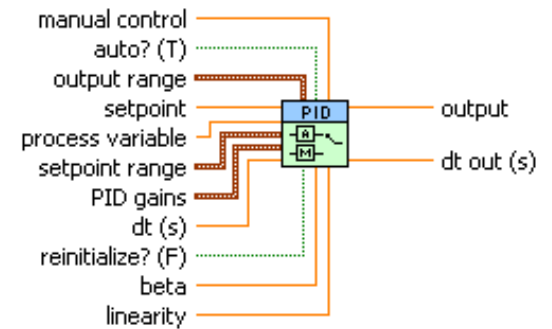 manual control
auto? (T)
output range
setpoint
process variable
setpoint range
PID gains
dt (s)
reinitialize? (F)
beta
linearity
PID
A
M
output
dt out (s)